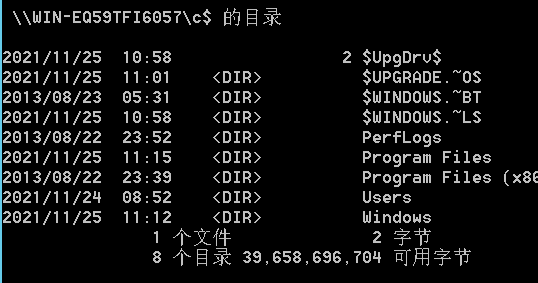 \\WIN-EQ59TFI6057\c$ 的目录
2021/11/25  10:58                 2 $UpgDrv$
2021/11/25  11:01    <DIR>          $UPGRADE.~OS
2013/08/23  05:31    <DIR>          $WINDOWS.~BT
2021/11/25  10:58    <DIR>          $WINDOWS.~LS
2013/08/22  23:52    <DIR>          PerfLogs
2021/11/25  11:15    <DIR>          Program Files
2013/08/22  23:39    <DIR>          Program Files (x80
2021/11/24  08:52    <DIR>          Users
2021/11/25  11:12    <DIR>          Windows
1 个文件              2 字节
8 个目录 39,658,696,704 可用字节